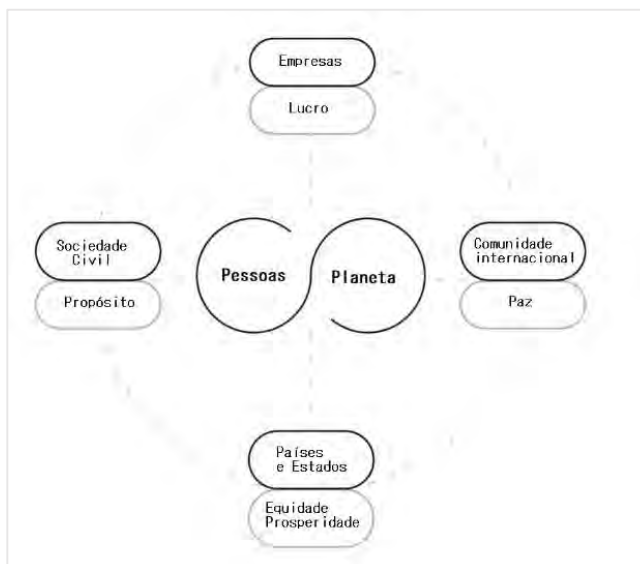 Empresas
Lucro
Sociedade
Civil
Propósito
Pessoas
Planeta
Comunidade
internacional
Paz
Países
e Estados
Equidade
Prosperidade